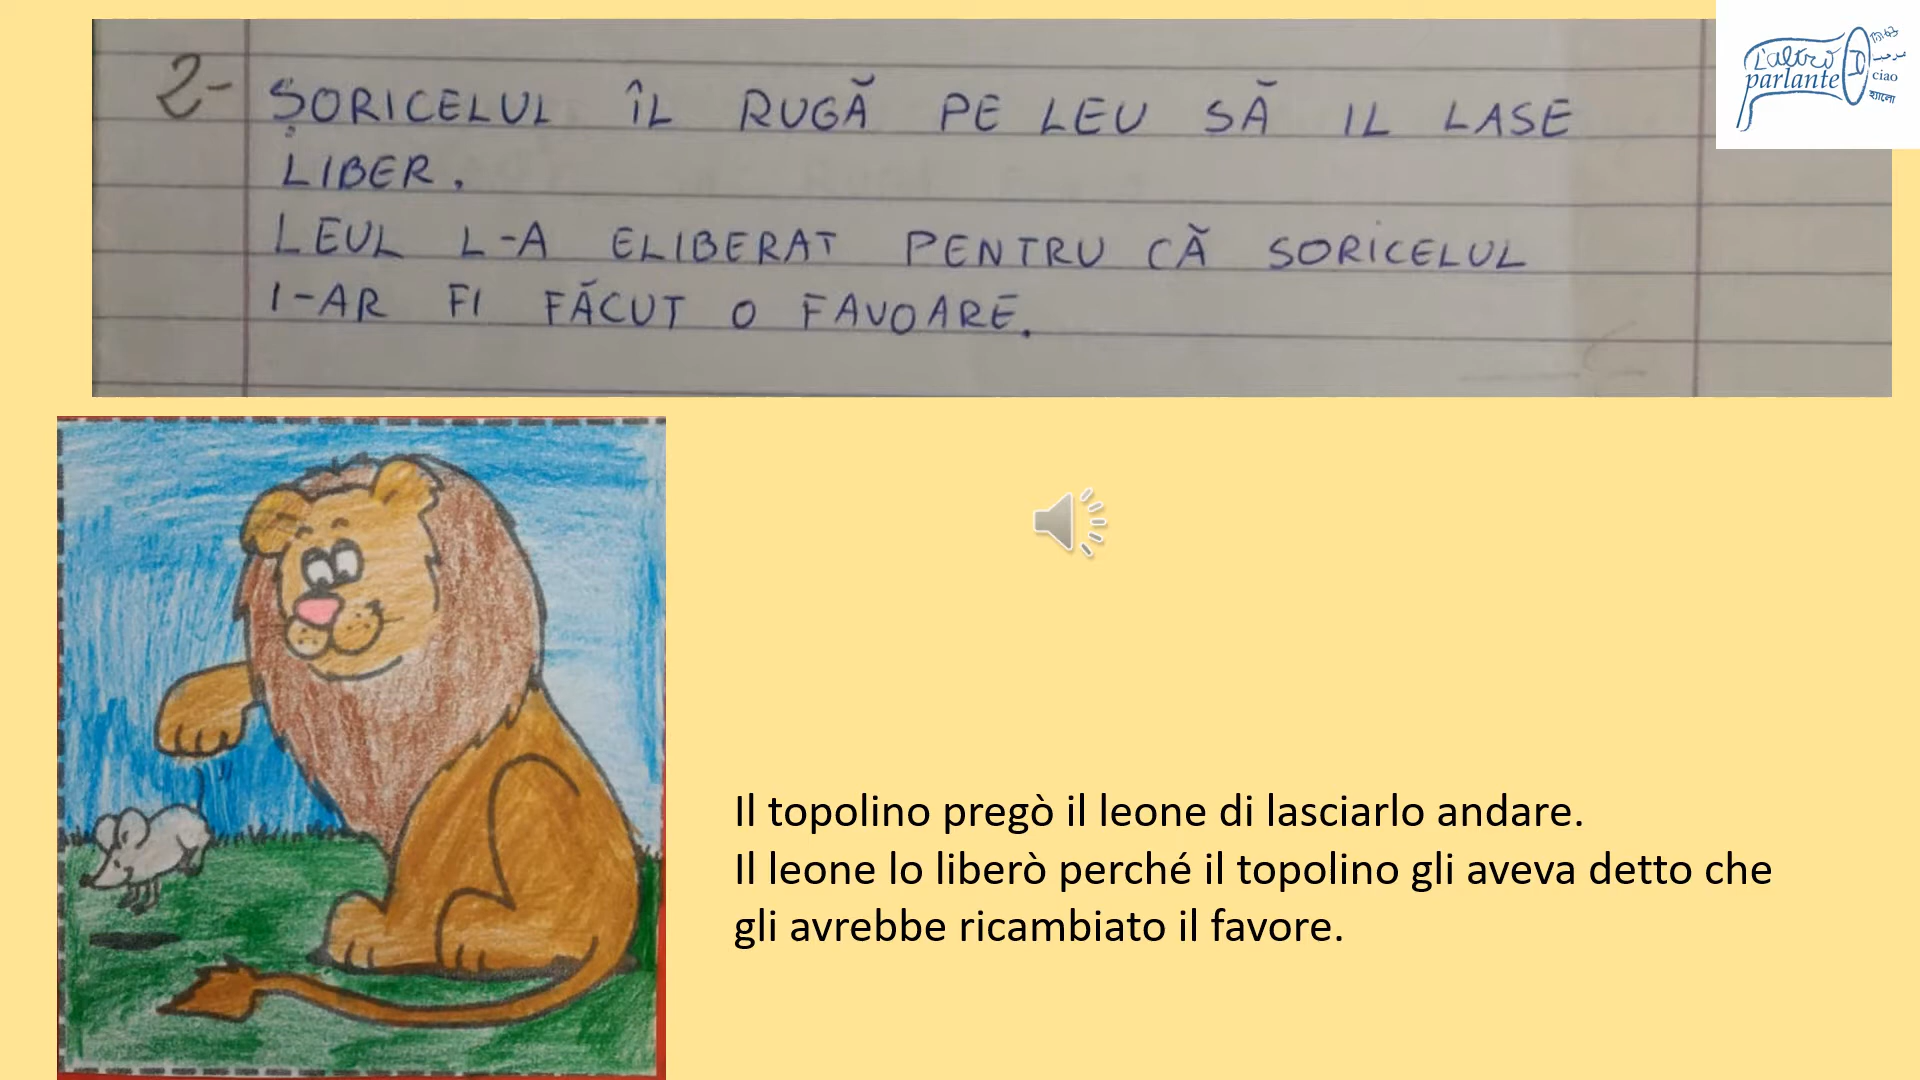 2- ȘORICELUL ÎL RUGĂ PE LEU SĂ IL LASE
LIBER.
LEUL L-A ELIBERAT PENTRU CĂ SORICELUL
I-AR FI FĂCUT O FAVOARE.
L'altro
parlante
ciao
হ্যালো
Il topolino pregò il leone di lasciarlo andare.
Il leone lo liberò perché il topolino gli aveva detto che
gli avrebbe ricambiato il favore.